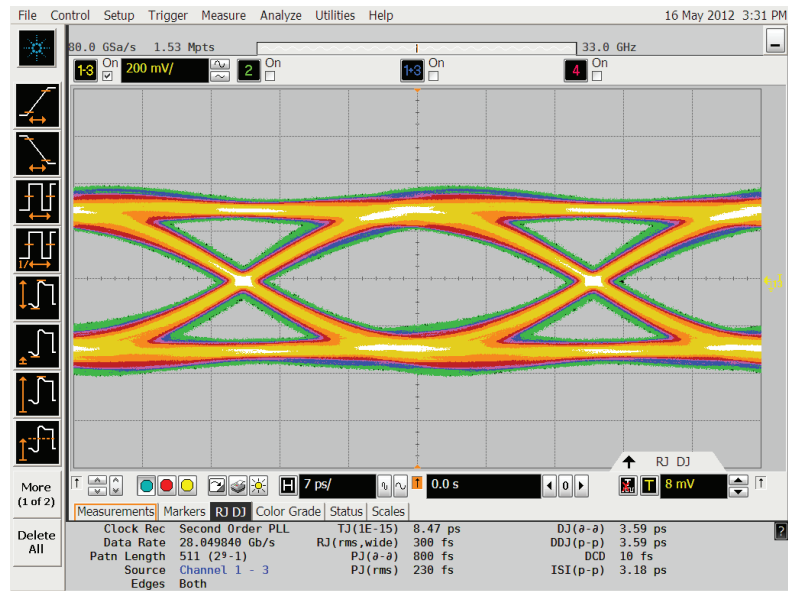 File Control Setup Trigger Measure Analyze Utilities Help 16 May 2012 3:31 PM
80.0 GSa/s 1.53 Mpts 33.0 GHz
1-3 On 200 mV/ 2 On 1+3 On 4 On
1/
More
(1 of 2)
Delete
All
RJ DJ
H 7 ps/ 0.0 s 0 T 8 mV
Measurements Markers RJ DJ Color Grade Status Scales
Clock Rec Second Order PLL TJ(1E-15) 8.47 ps DJ(∂-∂) 3.59 ps
Data Rate 28.049840 Gb/s RJ(rms,wide) 300 fs DDJ(p-p) 3.59 ps
Patn Length 511 (2⁹-1) PJ(∂-∂) 800 fs DCD 10 fs
Source Channel 1 - 3 PJ(rms) 230 fs ISI(p-p) 3.18 ps
Edges Both
?